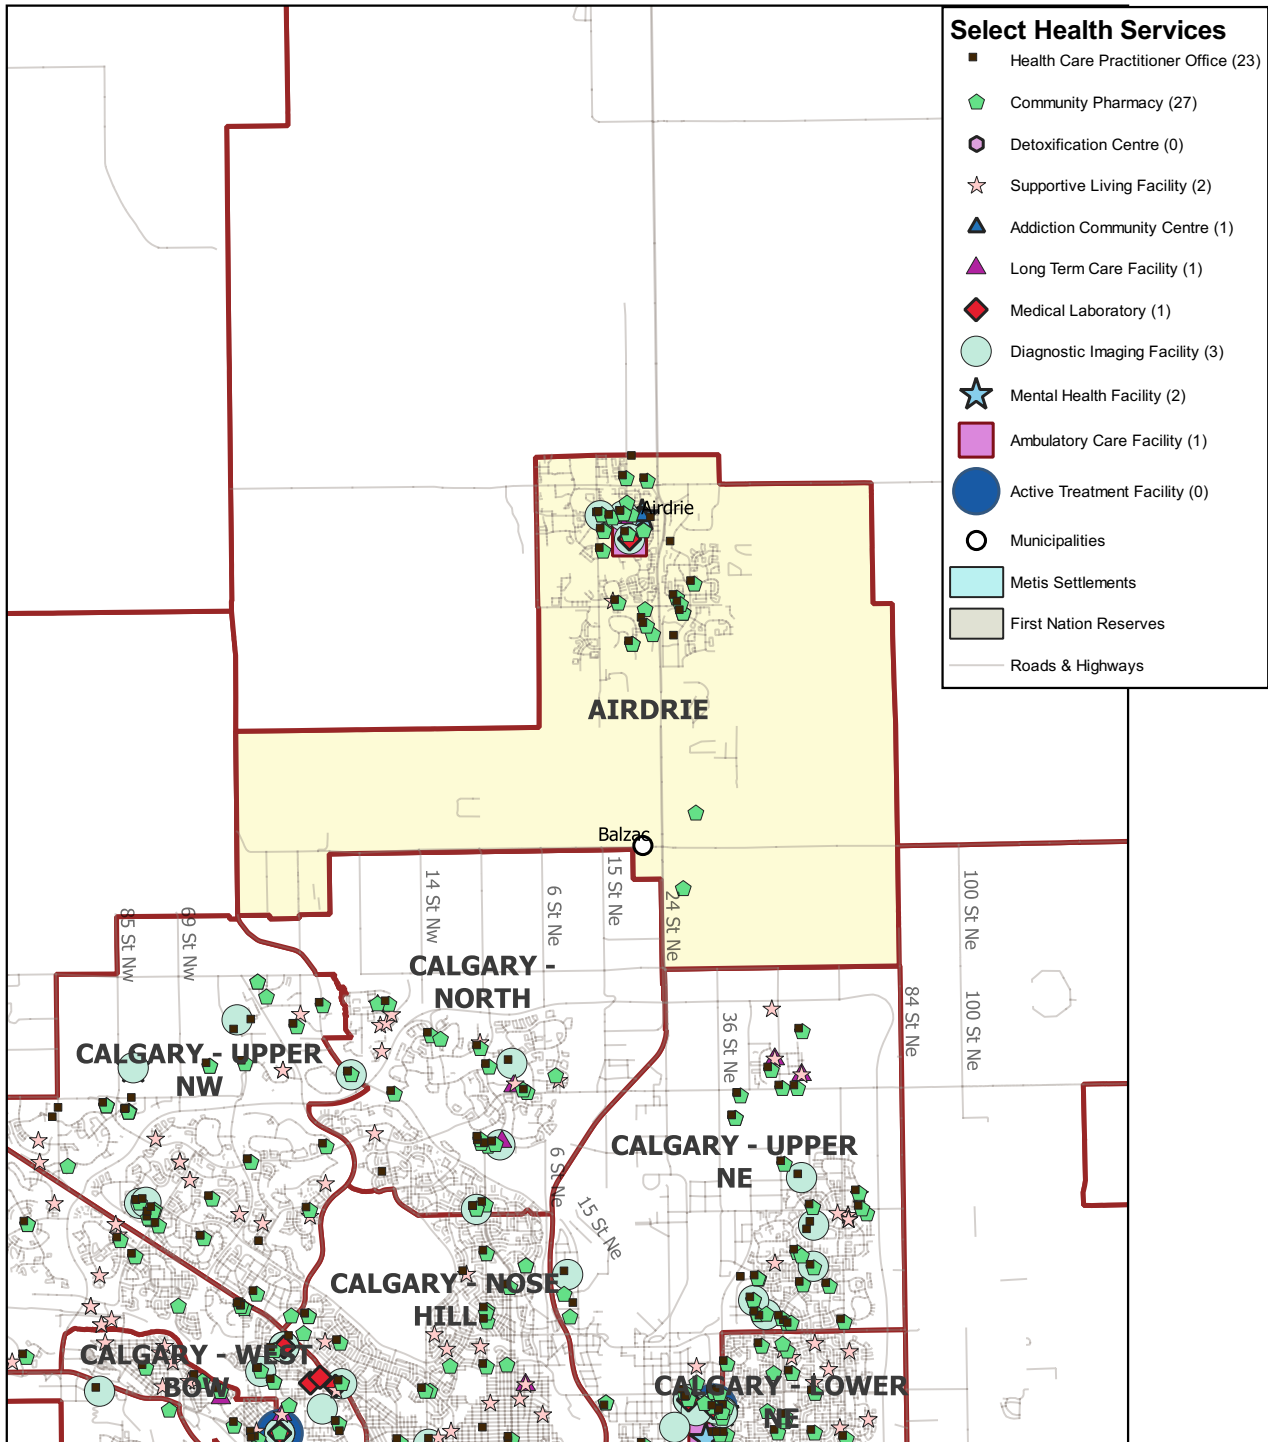 Select Health Services
Health Care Practitioner Office (23)
Community Pharmacy (27)
Detoxification Centre (0)
Supportive Living Facility (2)
Addiction Community Centre (1)
Long Term Care Facility (1)
Medical Laboratory (1)
Diagnostic Imaging Facility (3)
Mental Health Facility (2)
Ambulatory Care Facility (1)
Active Treatment Facility (0)
Municipalities
Metis Settlements
First Nation Reserves
Roads & Highways
Airdrie
AIRDRIE
Balzac
85 St Nw
69 St Nw
14 St Nw
6 St Ne
15 St Ne
24 St Ne
100 St Ne
CALGARY -
NORTH
84 St Ne
100 St Ne
36 St Ne
CALGARY - UPPER
NW
CALGARY - UPPER
NE
6 St Ne
15 St Ne
CALGARY - NOSE
HILL
CALGARY - WEST
BOW
CALGARY - LOWER
NE